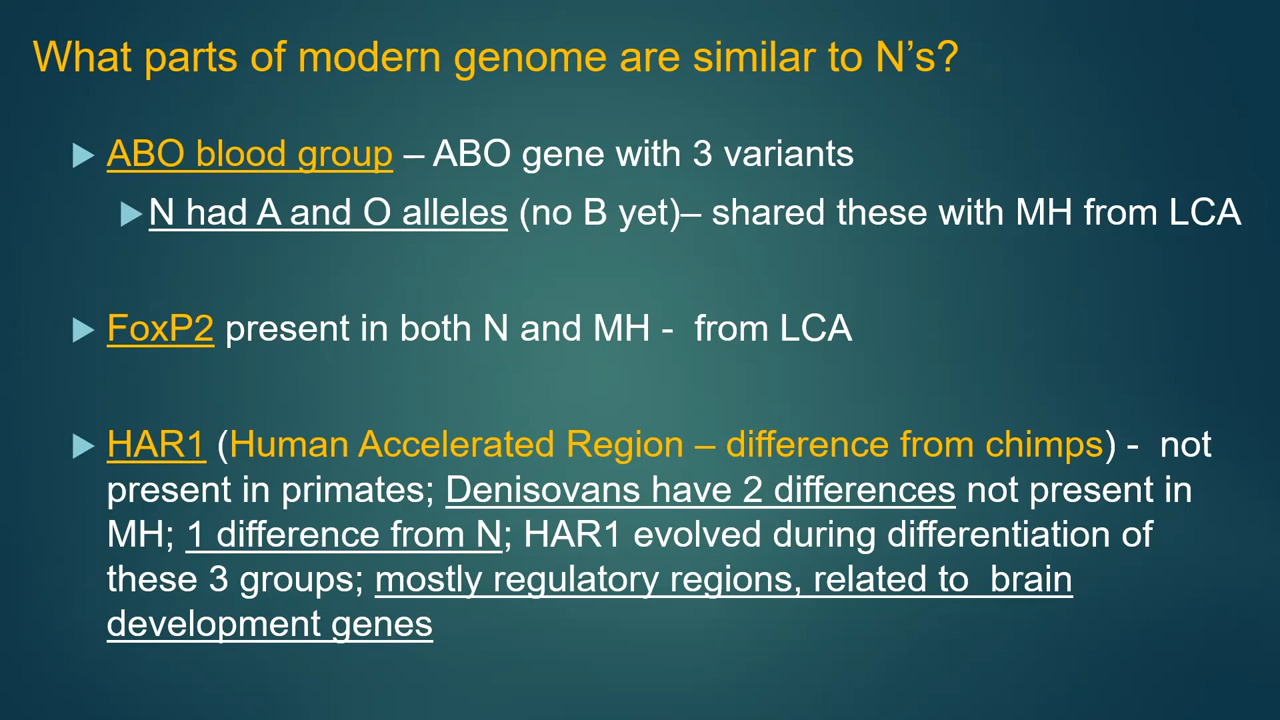 What parts of modern genome are similar to N’s?
ABO blood group – ABO gene with 3 variants
N had A and O alleles (no B yet)– shared these with MH from LCA
FoxP2 present in both N and MH - from LCA
HAR1 (Human Accelerated Region – difference from chimps) - not
present in primates; Denisovans have 2 differences not present in
MH; 1 difference from N; HAR1 evolved during differentiation of
these 3 groups; mostly regulatory regions, related to brain
development genes